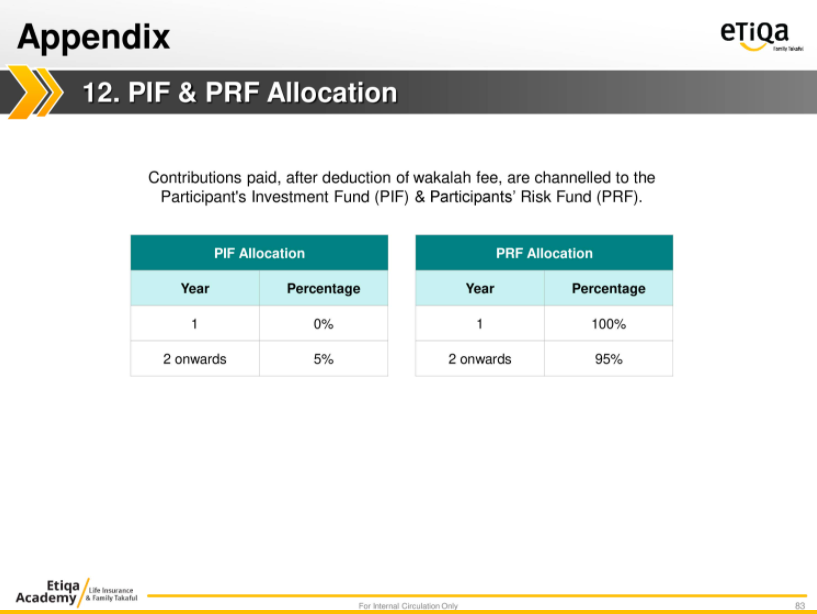 Appendix
eTiQa
Family Takaful
12. PIF & PRF Allocation
Contributions paid, after deduction of wakalah fee, are channelled to the
Participant's Investment Fund (PIF) & Participants’ Risk Fund (PRF).
PIF Allocation
Year Percentage
1 0%
2 onwards 5%
PRF Allocation
Year Percentage
1 100%
2 onwards 95%
Etiqa
Academy
Life Insurance
& Family Takaful
For Internal Circulation Only
83